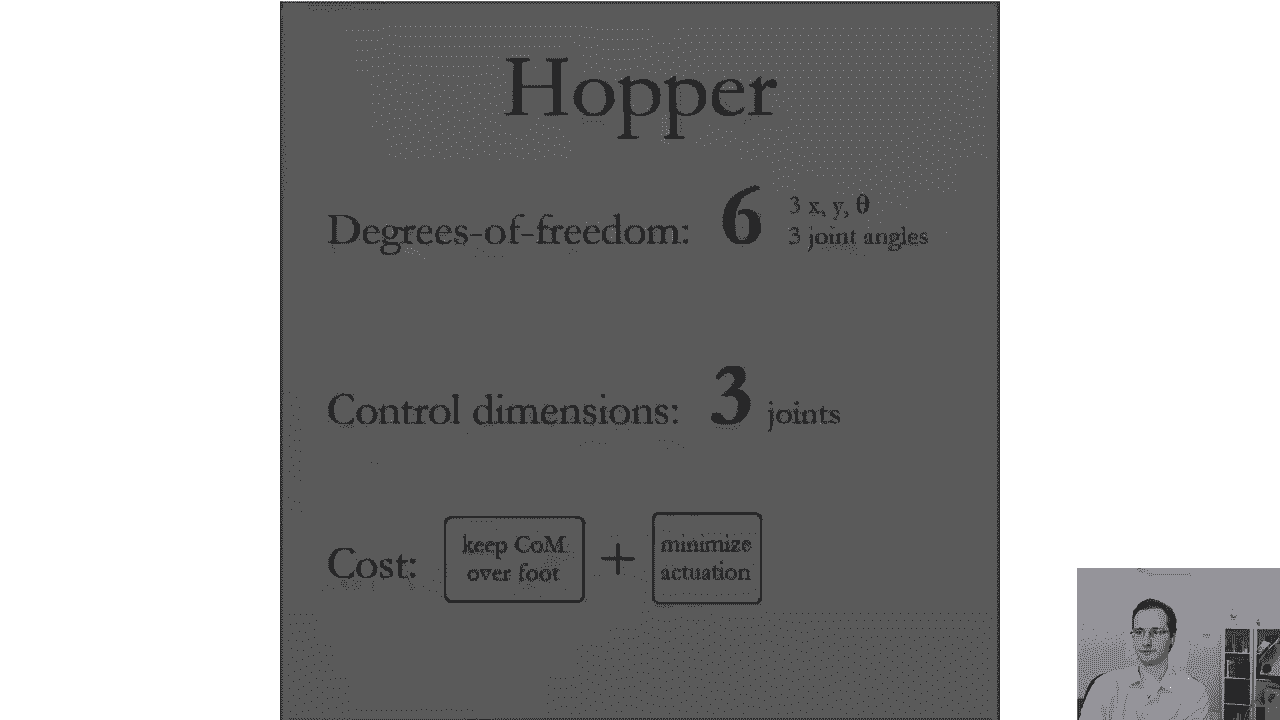 Hopper
Degrees-of-freedom: 6 3 x, y, θ
3 joint angles
Control dimensions: 3 joints
Cost: keep CoM over foot + minimize actuation